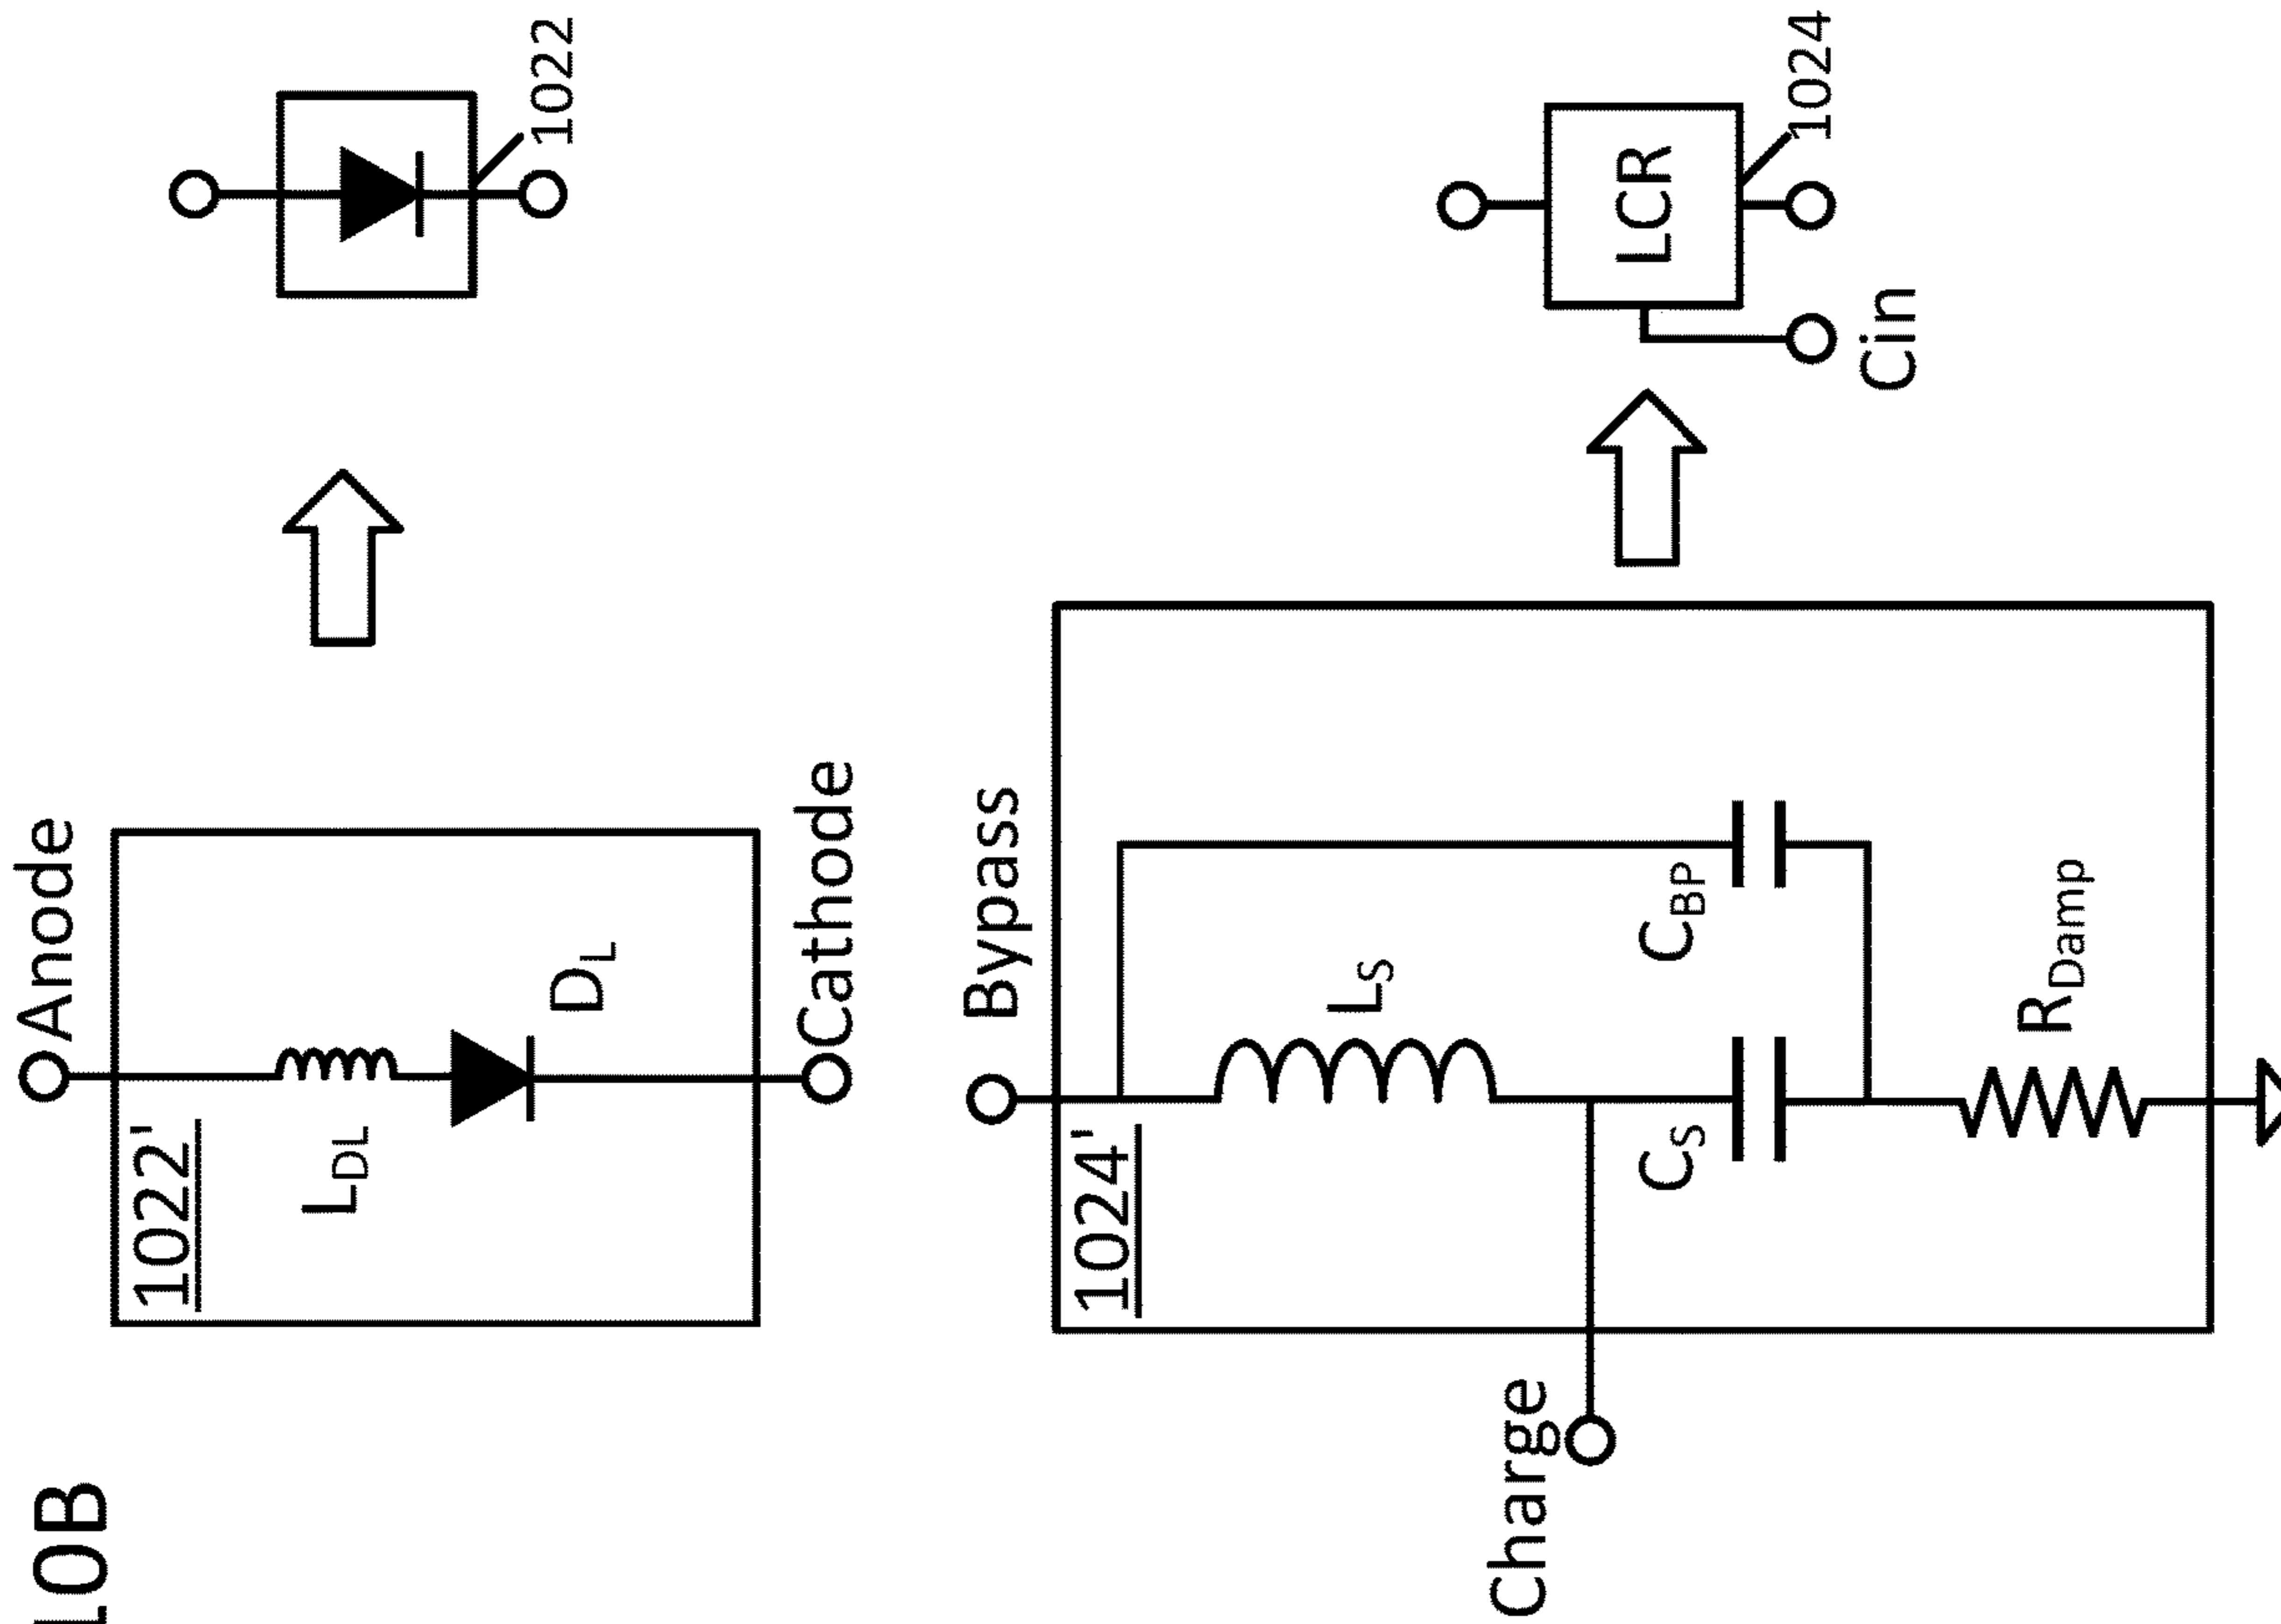 10B
Anode
1022'
L_DL
D_L
Cathode
1022
Bypass
1024'
L_S
Charge
C_S
C_BP
R_Damp
LCR
1024
Cin